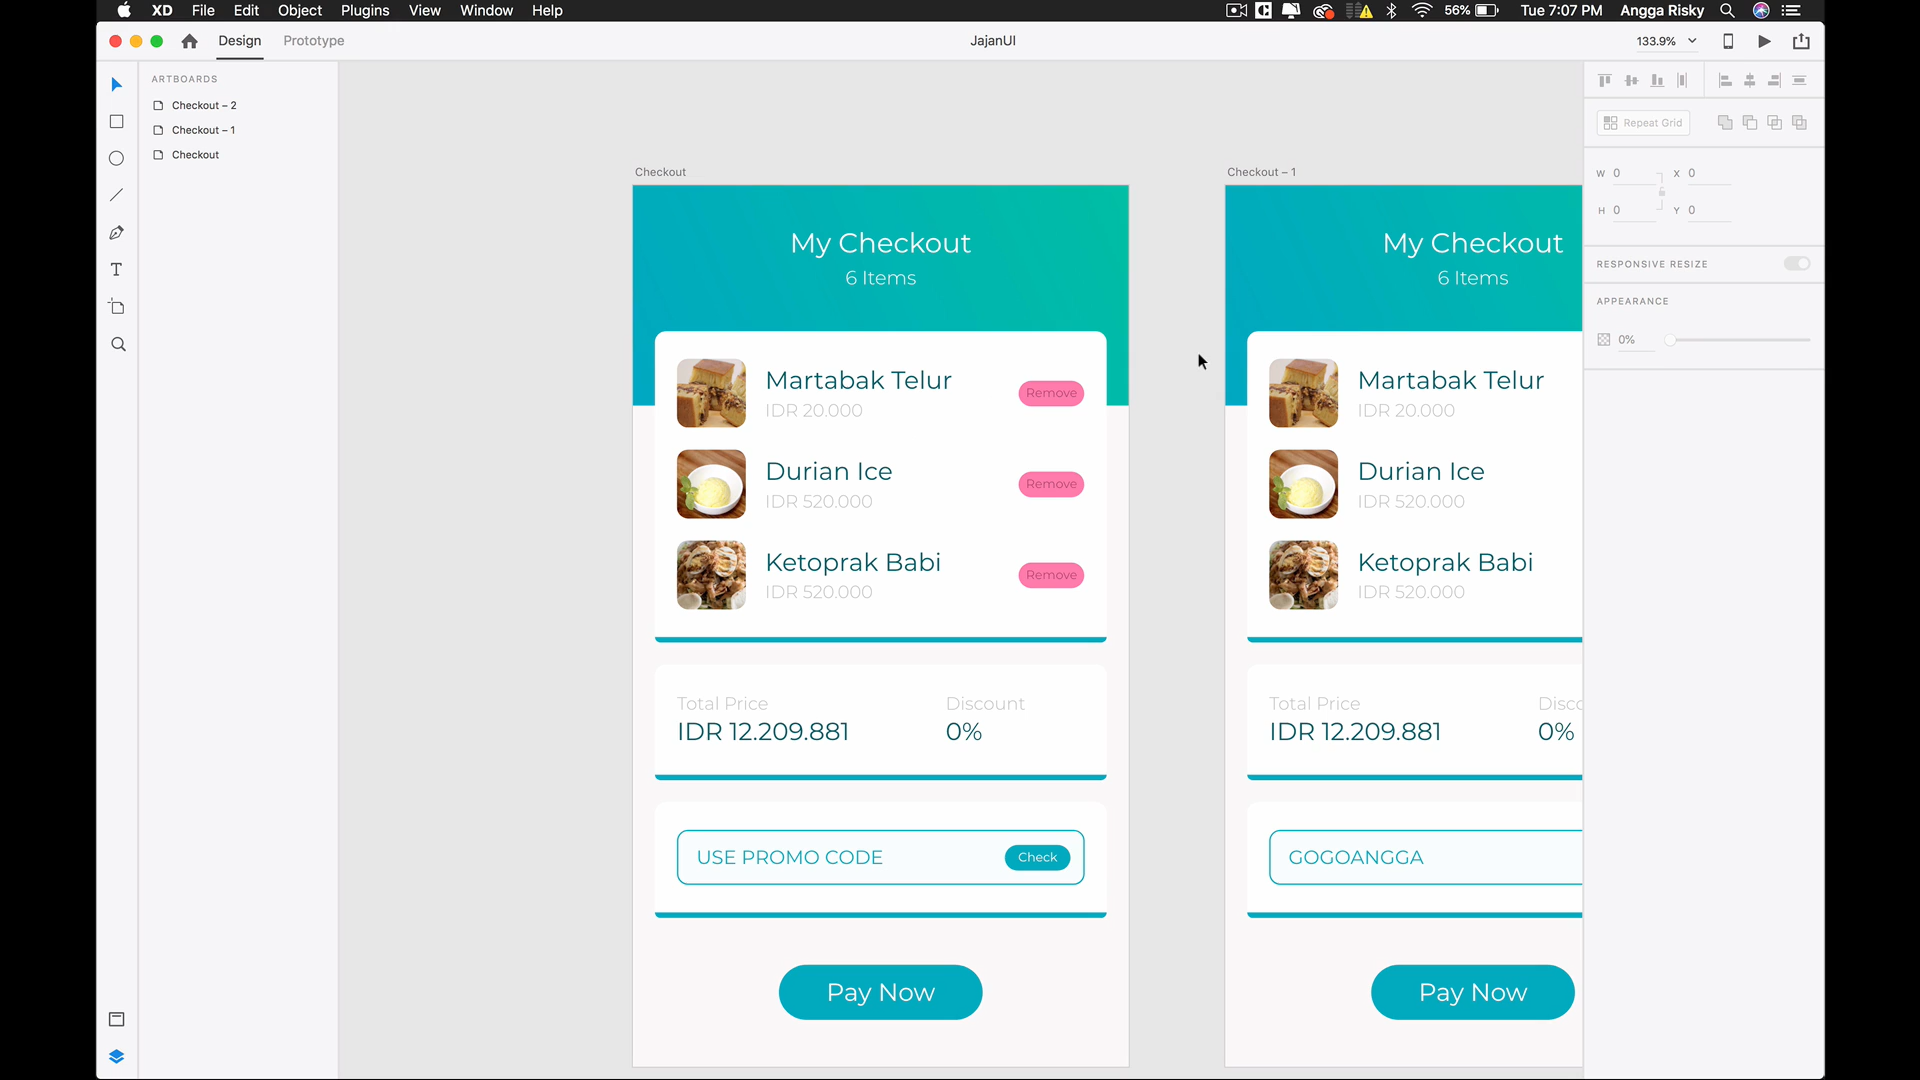 XD File Edit Object Plugins View Window Help 56% Tue 7:07 PM Angga Risky
Design Prototype JajanUI 133.9%
ARTBOARDS
Checkout – 2
Checkout – 1
Checkout
Checkout
My Checkout
6 Items
Martabak Telur
IDR 20.000
Remove
Durian Ice
IDR 520.000
Remove
Ketoprak Babi
IDR 520.000
Remove
Total Price
IDR 12.209.881
Discount
0%
USE PROMO CODE
Check
Pay Now
Checkout – 1
My Checkout
6 Items
Martabak Telur
IDR 20.000
Durian Ice
IDR 520.000
Ketoprak Babi
IDR 520.000
Total Price
IDR 12.209.881
Disco
0%
GOGOANGGA
Pay Now
Repeat Grid
W 0 X 0
H 0 Y 0
RESPONSIVE RESIZE
APPEARANCE
0%